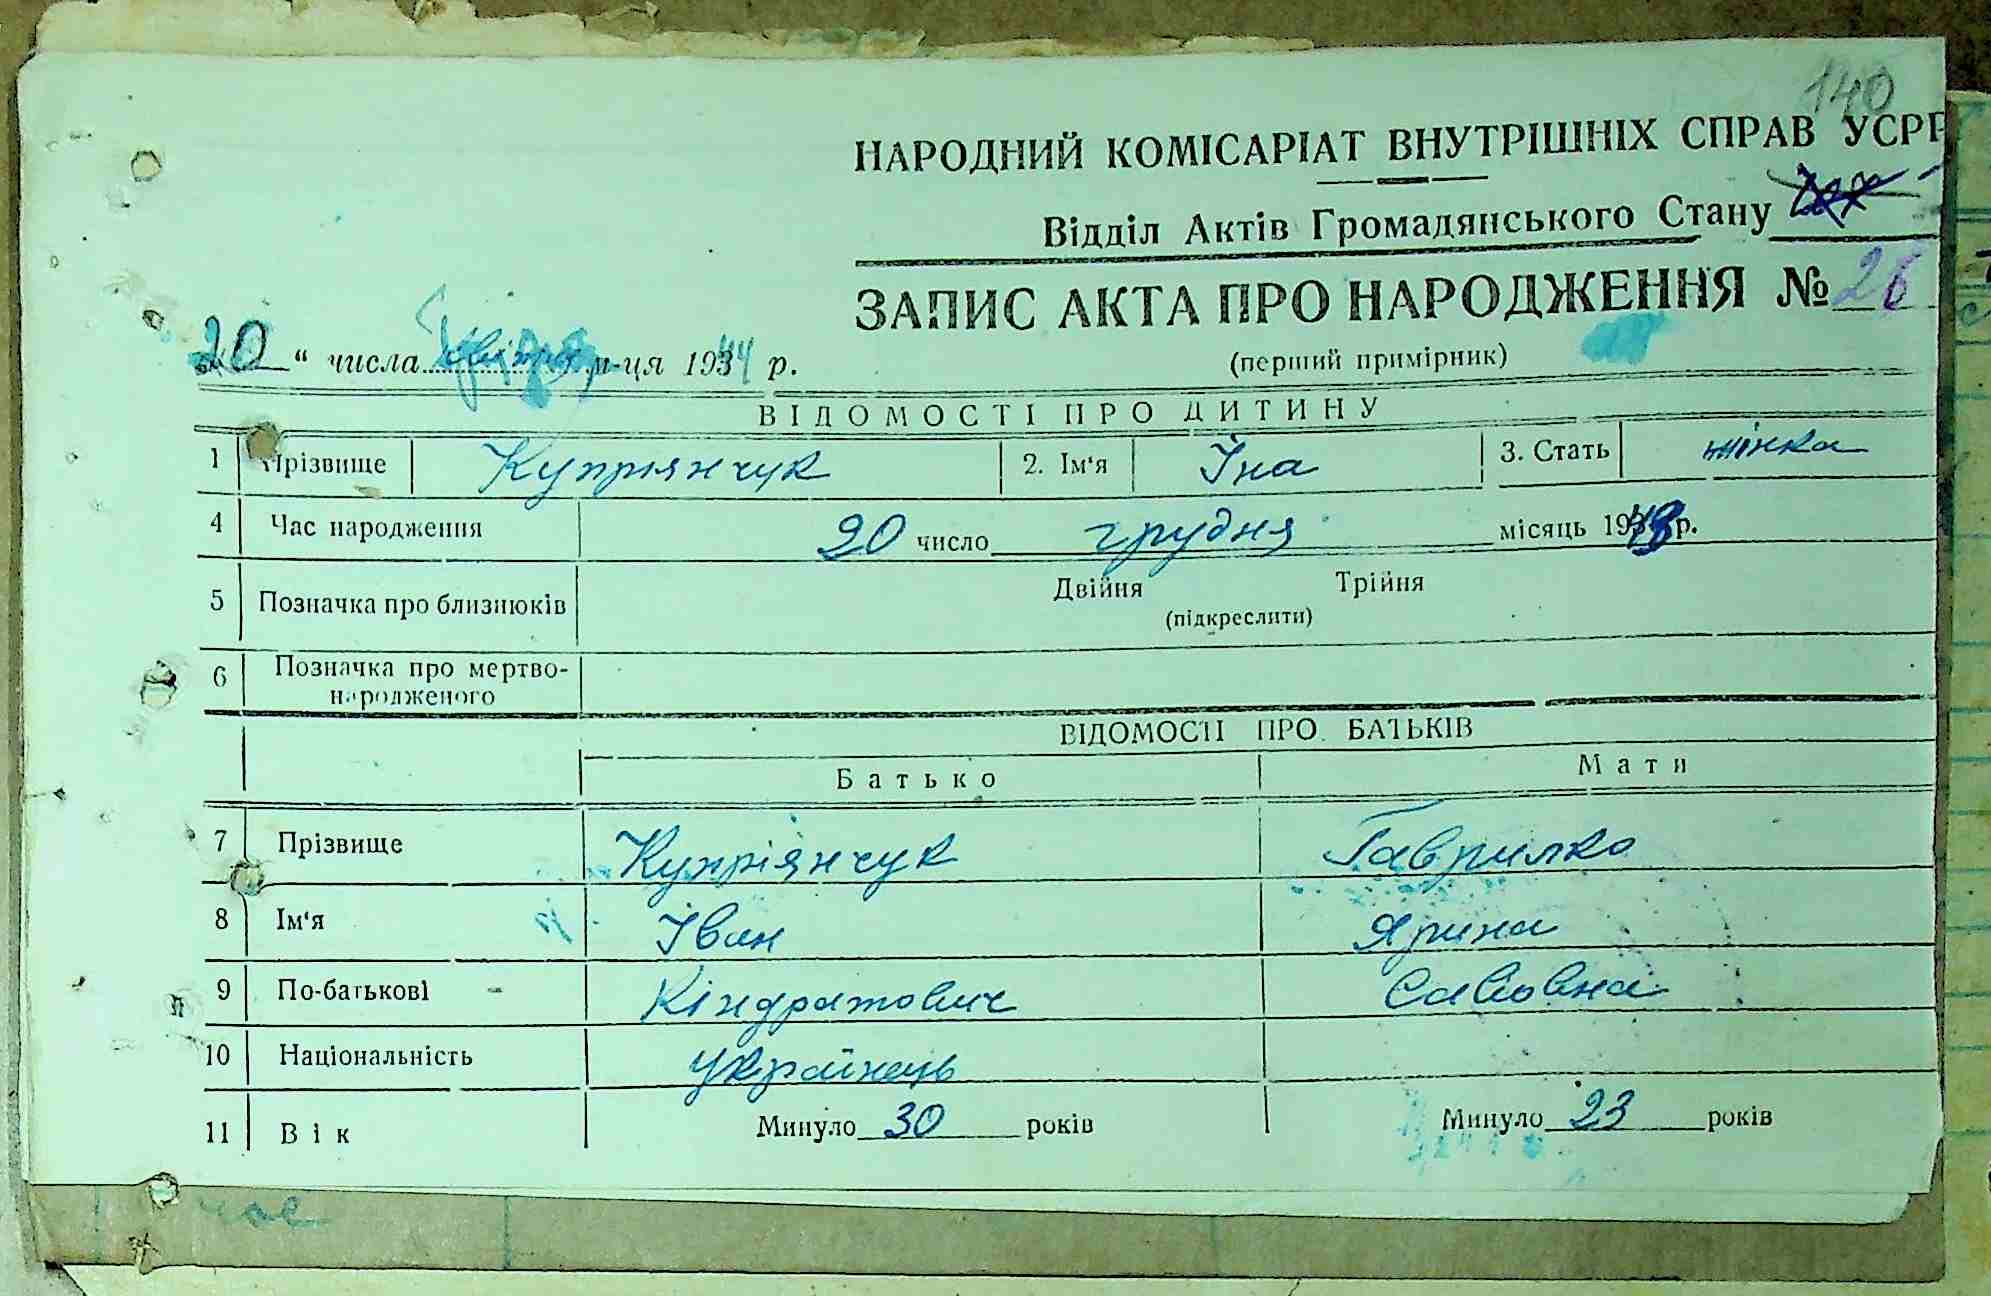 140
НАРОДНИЙ КОМІСАРІАТ ВНУТРІШНІХ СПРАВ УСРР
Відділ Актів Громадянського Стану
ЗАПИС АКТА ПРО НАРОДЖЕННЯ № 26
20 “ числа м-ця 1944 р.
(перший примірник)
ВІДОМОСТІ ПРО ДИТИНУ
1 Прізвище Купріянчук 2. Ім‘я Іна 3. Стать жінка
4 Час народження 20 число грудня місяць 1943 р.
5 Позначка про близнюків Двійня Трійня
(підкреслити)
6 Позначка про мертво-
народженого
ВІДОМОСТІ ПРО БАТЬКІВ
Батько Мати
7 Прізвище Купріянчук Гаврилко
8 Ім‘я Іван Ярина
9 По-батькові Кіндратович Савовна
10 Національність Українець
11 Вік Минуло 30 років Минуло 23 років